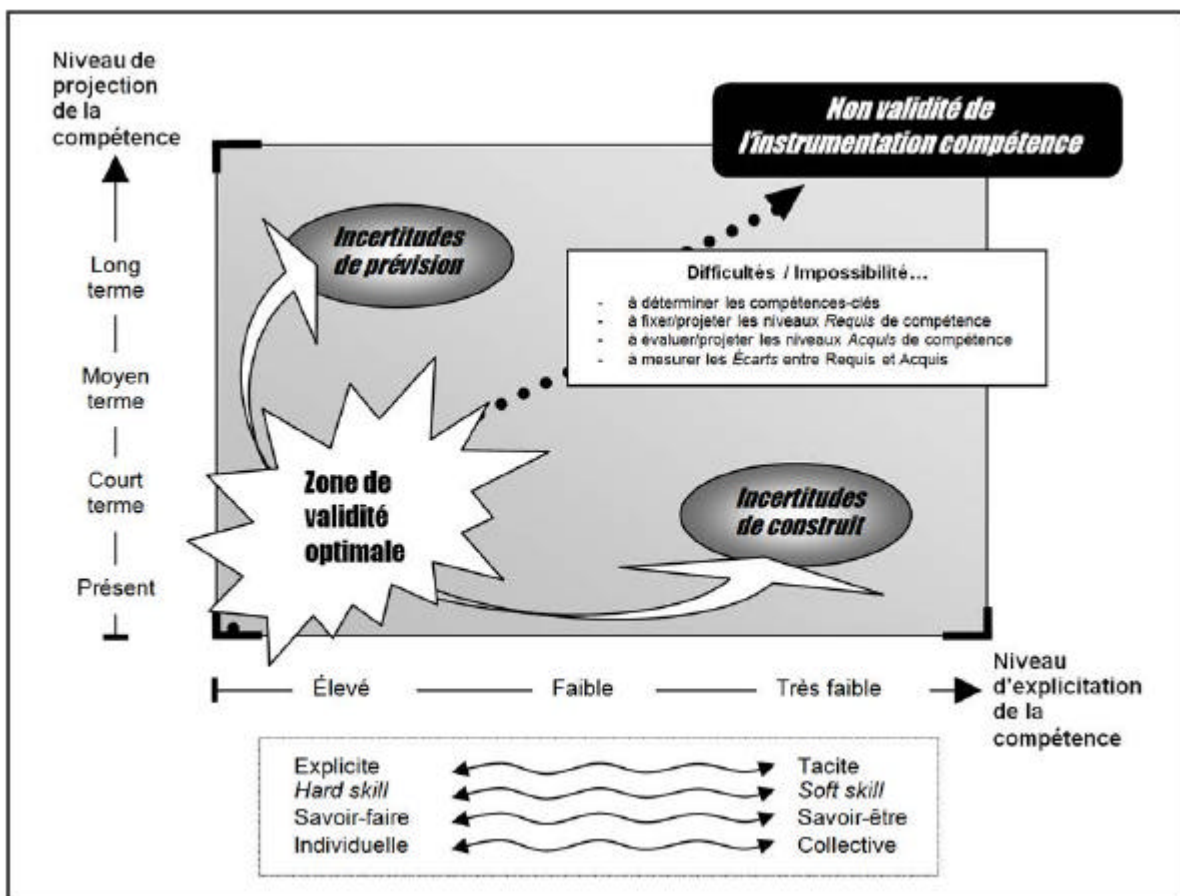 Niveau de
projection
de la
compétence
Non validité de
l'instrumentation compétence
Incertitudes
de prévision
Long
terme
Difficultés / Impossibilité…
- à déterminer les compétences-clés
- à fixer/projeter les niveaux Requis de compétence
- à évaluer/projeter les niveaux Acquis de compétence
- à mesurer les Écarts entre Requis et Acquis
Moyen
terme
Court
terme
Zone de
validité
optimale
Incertitudes
de construit
Présent
Élevé Faible Très faible
Niveau
d'explicitation
de la
compétence
Explicite Tacite
Hard skill Soft skill
Savoir-faire Savoir-être
Individuelle Collective